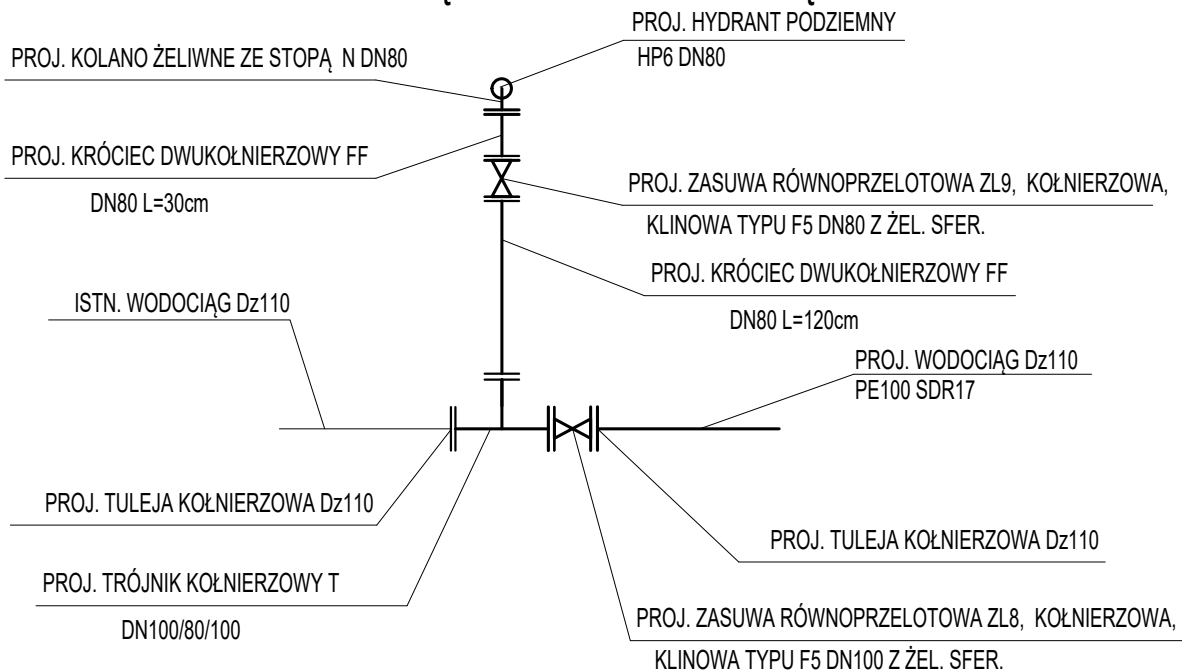 PROJ. HYDRANT PODZIEMNY
HP6 DN80
PROJ. KOLANO ŻELIWNE ZE STOPĄ N DN80
PROJ. KRÓCIEC DWUKOŁNIERZOWY FF
DN80 L=30cm
PROJ. ZASUWA RÓWNOPRZELOTOWA ZL9, KOŁNIERZOWA,
KLINOWA TYPU F5 DN80 Z ŻEL. SFER.
PROJ. KRÓCIEC DWUKOŁNIERZOWY FF
DN80 L=120cm
ISTN. WODOCIĄG Dz110
PROJ. WODOCIĄG Dz110
PE100 SDR17
PROJ. TULEJA KOŁNIERZOWA Dz110
PROJ. TULEJA KOŁNIERZOWA Dz110
PROJ. TRÓJNIK KOŁNIERZOWY T
DN100/80/100
PROJ. ZASUWA RÓWNOPRZELOTOWA ZL8, KOŁNIERZOWA,
KLINOWA TYPU F5 DN100 Z ŻEL. SFER.